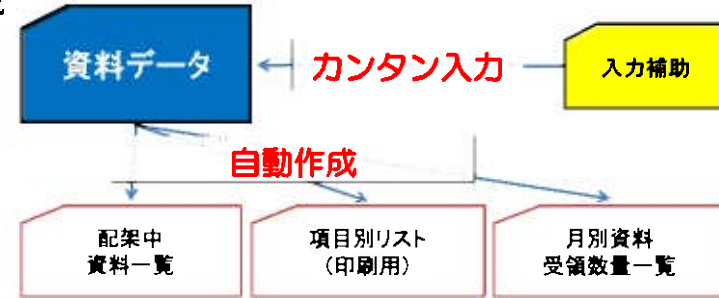 資料データ
カンタン入力
入力補助
自動作成
配架中
資料一覧
項目別リスト
(印刷用)
月別資料
受領数量一覧